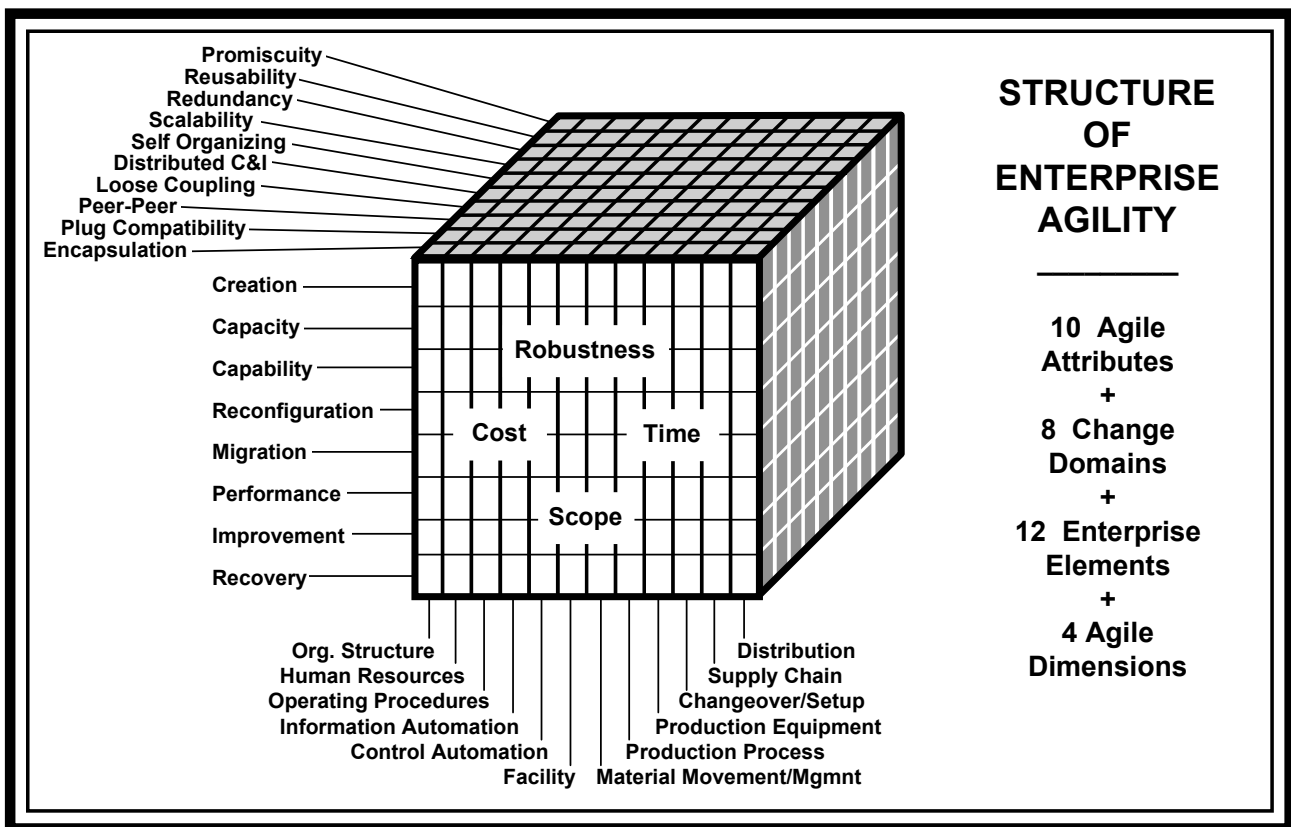 Promiscuity
Reusability
Redundancy
Scalability
Self Organizing
Distributed C&I
Loose Coupling
Peer-Peer
Plug Compatibility
Encapsulation
Creation
Capacity
Capability
Reconfiguration
Migration
Performance
Improvement
Recovery
Robustness
Cost
Time
Scope
Org. Structure
Human Resources
Operating Procedures
Information Automation
Control Automation
Facility
Distribution
Supply Chain
Changeover/Setup
Production Equipment
Production Process
Material Movement/Mgmnt
STRUCTURE
OF
ENTERPRISE
AGILITY
10 Agile
Attributes
+
8 Change
Domains
+
12 Enterprise
Elements
+
4 Agile
Dimensions